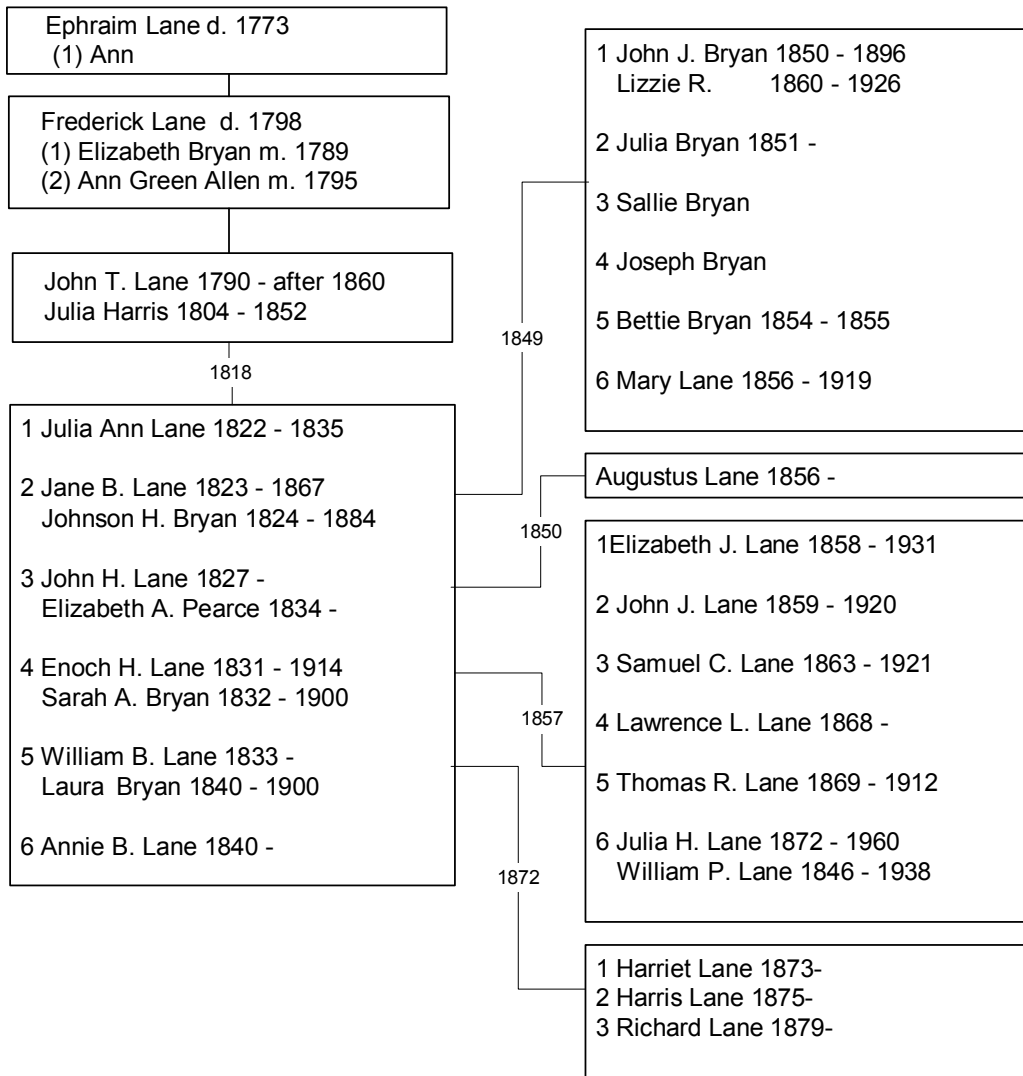 Ephraim Lane d. 1773
(1) Ann
Frederick Lane d. 1798
(1) Elizabeth Bryan m. 1789
(2) Ann Green Allen m. 1795
John T. Lane 1790 - after 1860
Julia Harris 1804 - 1852
1818
1 Julia Ann Lane 1822 - 1835
2 Jane B. Lane 1823 - 1867
Johnson H. Bryan 1824 - 1884
3 John H. Lane 1827 -
Elizabeth A. Pearce 1834 -
4 Enoch H. Lane 1831 - 1914
Sarah A. Bryan 1832 - 1900
5 William B. Lane 1833 -
Laura Bryan 1840 - 1900
6 Annie B. Lane 1840 -
1849
1 John J. Bryan 1850 - 1896
Lizzie R. 1860 - 1926
2 Julia Bryan 1851 -
3 Sallie Bryan
4 Joseph Bryan
5 Bettie Bryan 1854 - 1855
6 Mary Lane 1856 - 1919
1850
Augustus Lane 1856 -
1857
1Elizabeth J. Lane 1858 - 1931
2 John J. Lane 1859 - 1920
3 Samuel C. Lane 1863 - 1921
4 Lawrence L. Lane 1868 -
5 Thomas R. Lane 1869 - 1912
6 Julia H. Lane 1872 - 1960
William P. Lane 1846 - 1938
1872
1 Harriet Lane 1873-
2 Harris Lane 1875-
3 Richard Lane 1879-